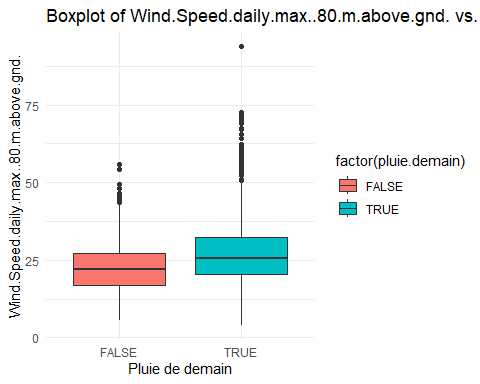 Boxplot of Wind.Speed.daily.max..80.m.above.gnd. vs.
Wind.Speed.daily.max..80.m.above.gnd.
75
50
25
0
FALSE TRUE
Pluie de demain
factor(pluie.demain)
FALSE
TRUE